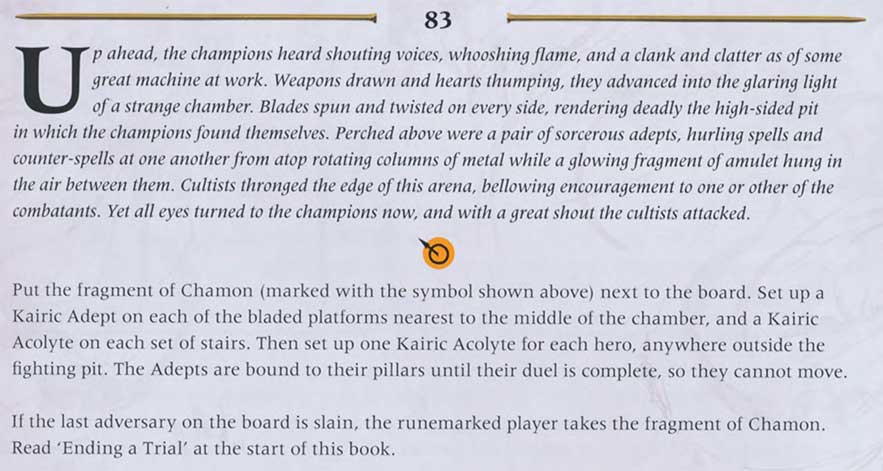 83
Up ahead, the champions heard shouting voices, whooshing flame, and a clank and clatter as of some
great machine at work. Weapons drawn and hearts thumping, they advanced into the glaring light
of a strange chamber. Blades spun and twisted on every side, rendering deadly the high-sided pit
in which the champions found themselves. Perched above were a pair of sorcerous adepts, hurling spells and
counter-spells at one another from atop rotating columns of metal while a glowing fragment of amulet hung in
the air between them. Cultists thronged the edge of this arena, bellowing encouragement to one or other of the
combatants. Yet all eyes turned to the champions now, and with a great shout the cultists attacked.
Put the fragment of Chamon (marked with the symbol shown above) next to the board. Set up a
Kairic Adept on each of the bladed platforms nearest to the middle of the chamber, and a Kairic
Acolyte on each set of stairs. Then set up one Kairic Acolyte for each hero, anywhere outside the
fighting pit. The Adepts are bound to their pillars until their duel is complete, so they cannot move.
If the last adversary on the board is slain, the runemarked player takes the fragment of Chamon.
Read ‘Ending a Trial’ at the start of this book.